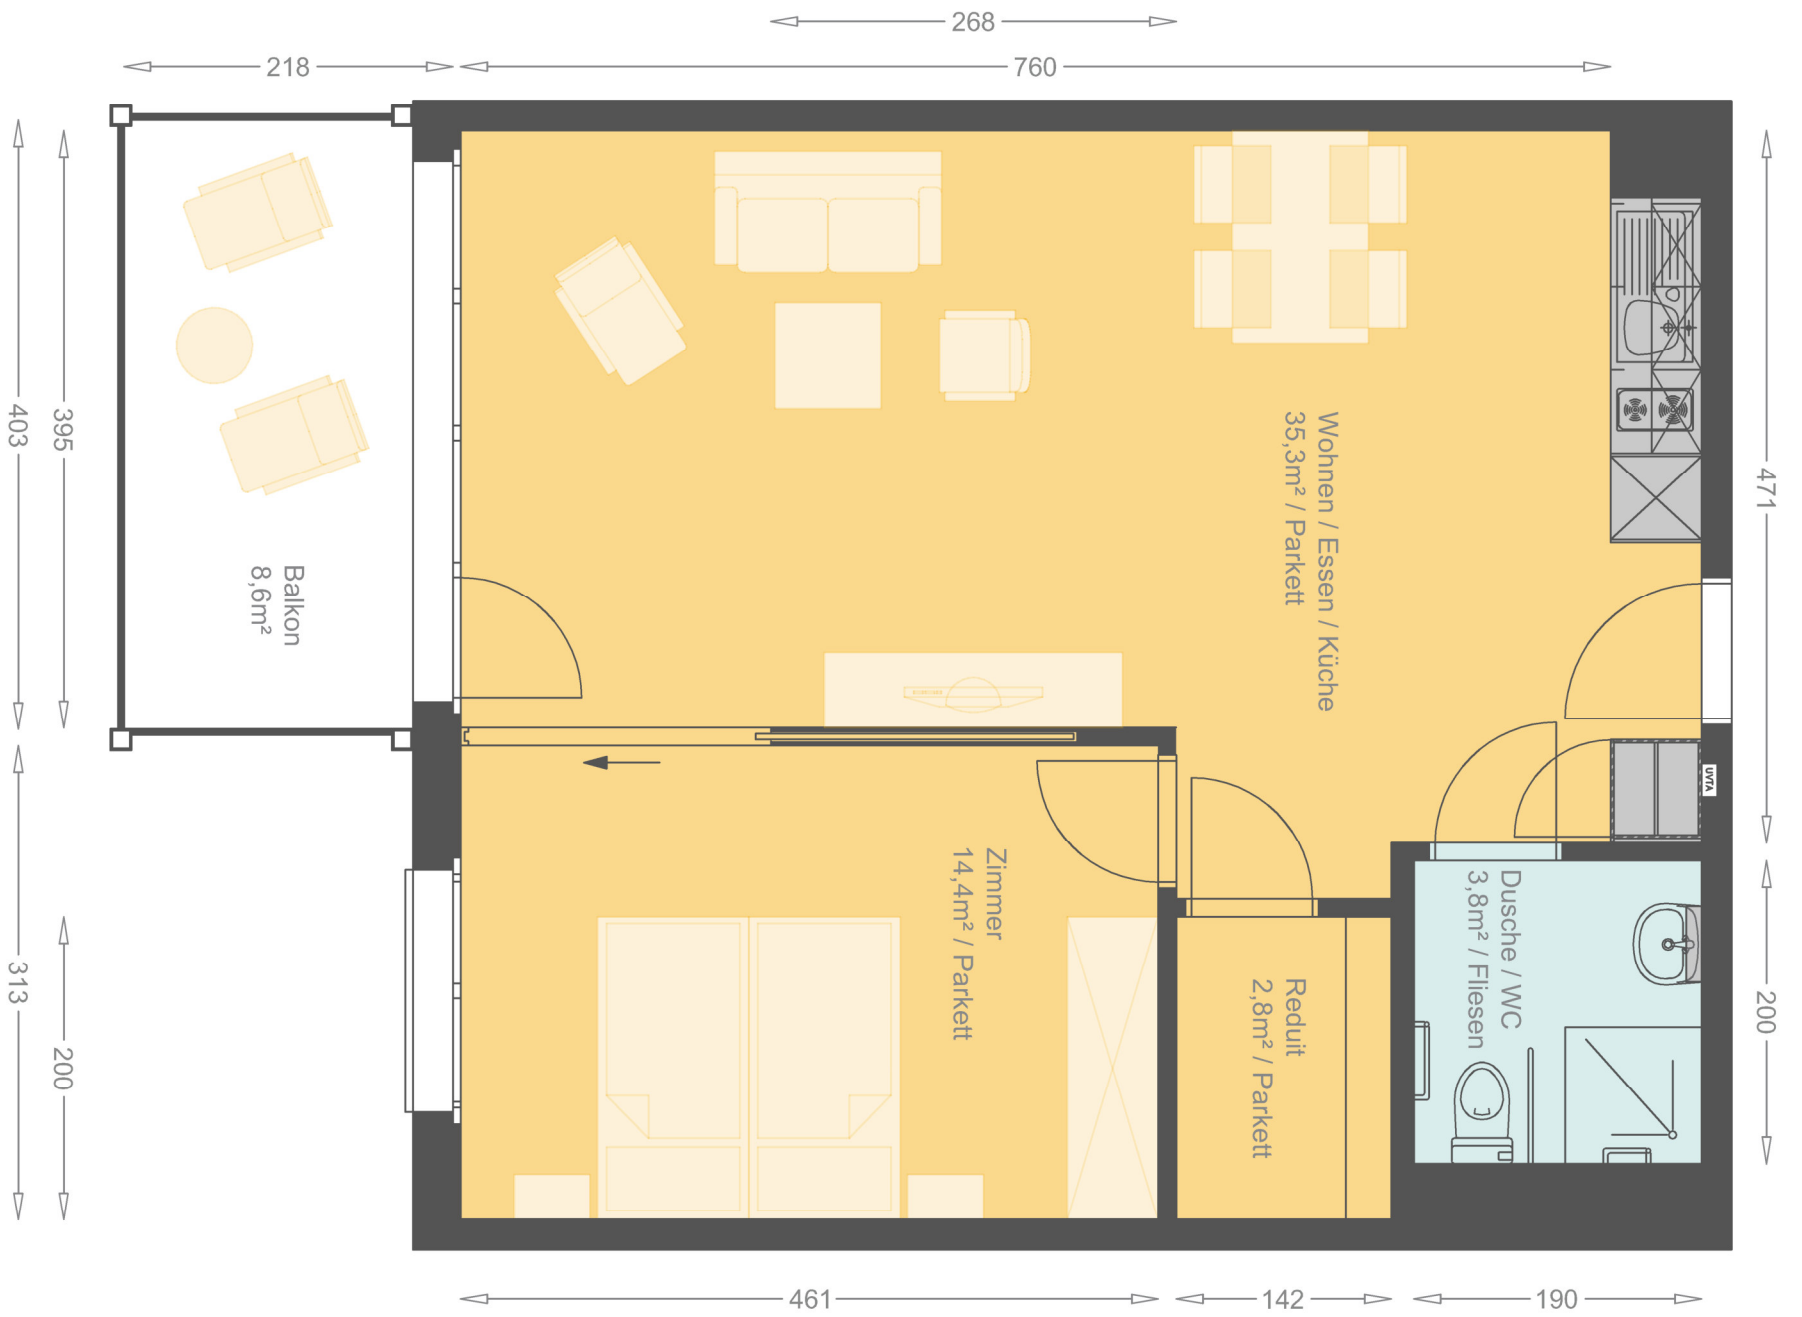 268
218
760
403
395
471
Wohnen / Essen / Küche
35,3m² / Parkett
Balkon
8,6m²
UVTA
Zimmer
14,4m² / Parkett
Dusche / WC
3,8m² / Fliesen
Reduit
2,8m² / Parkett
313
200
200
461
142
190